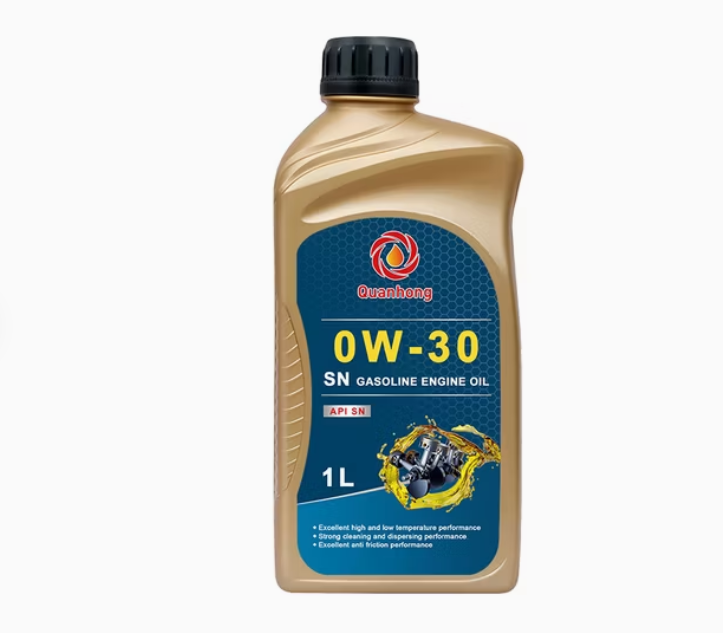 Quanhong
0W-30
SN GASOLINE ENGINE OIL
API SN
1L
• Excellent high and low temperature performance
• Strong cleaning and dispersing performance
• Excellent anti friction performance